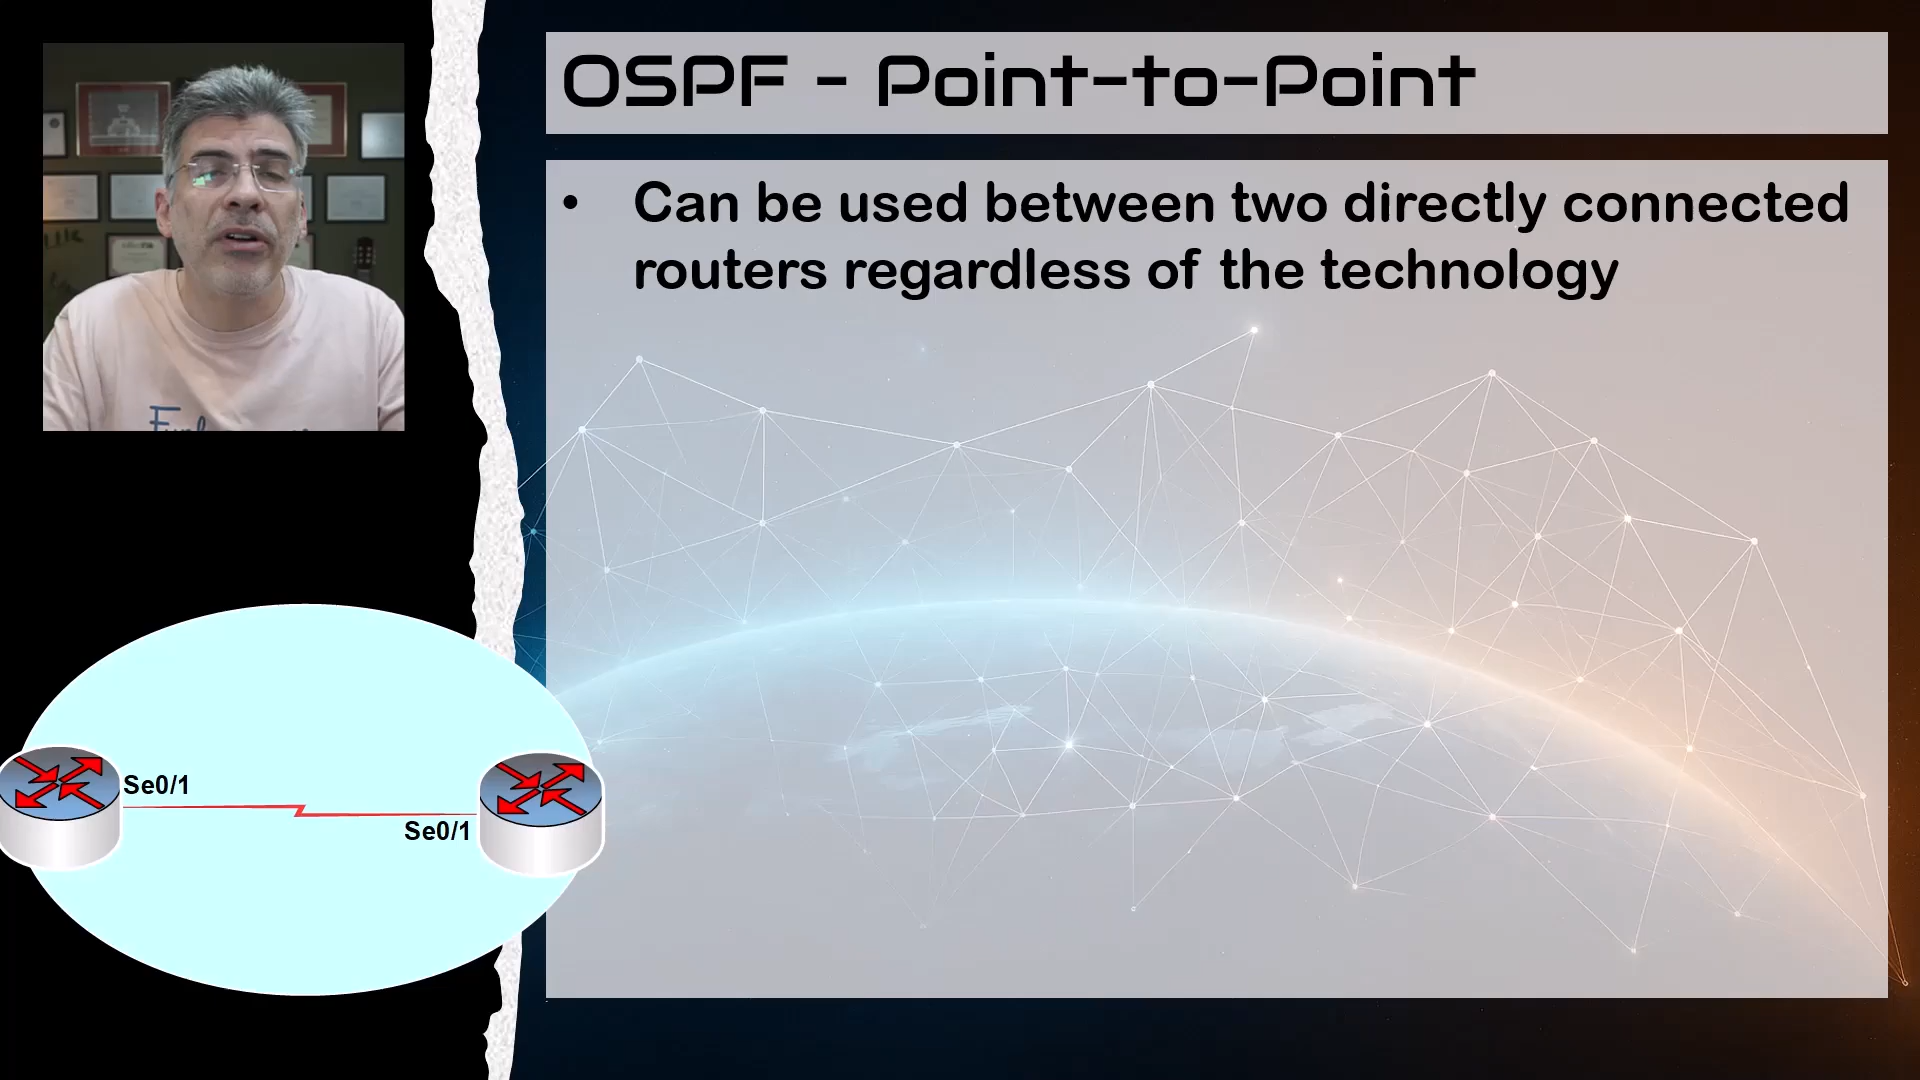 OSPF - Point-to-Point
• Can be used between two directly connected
routers regardless of the technology
Se0/1
Se0/1